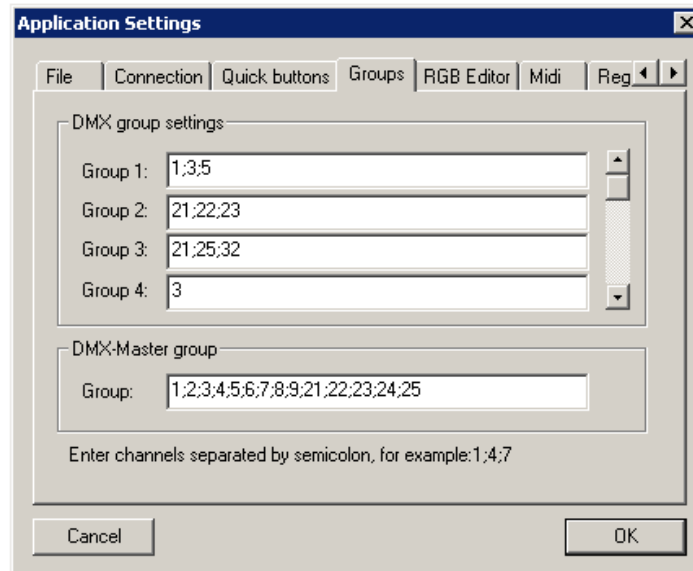 Application Settings
File Connection Quick buttons Groups RGB Editor Midi Reg
DMX group settings
Group 1: 1;3;5
Group 2: 21;22;23
Group 3: 21;25;32
Group 4: 3
DMX-Master group
Group: 1;2;3;4;5;6;7;8;9;21;22;23;24;25
Enter channels separated by semicolon, for example:1;4;7
Cancel OK